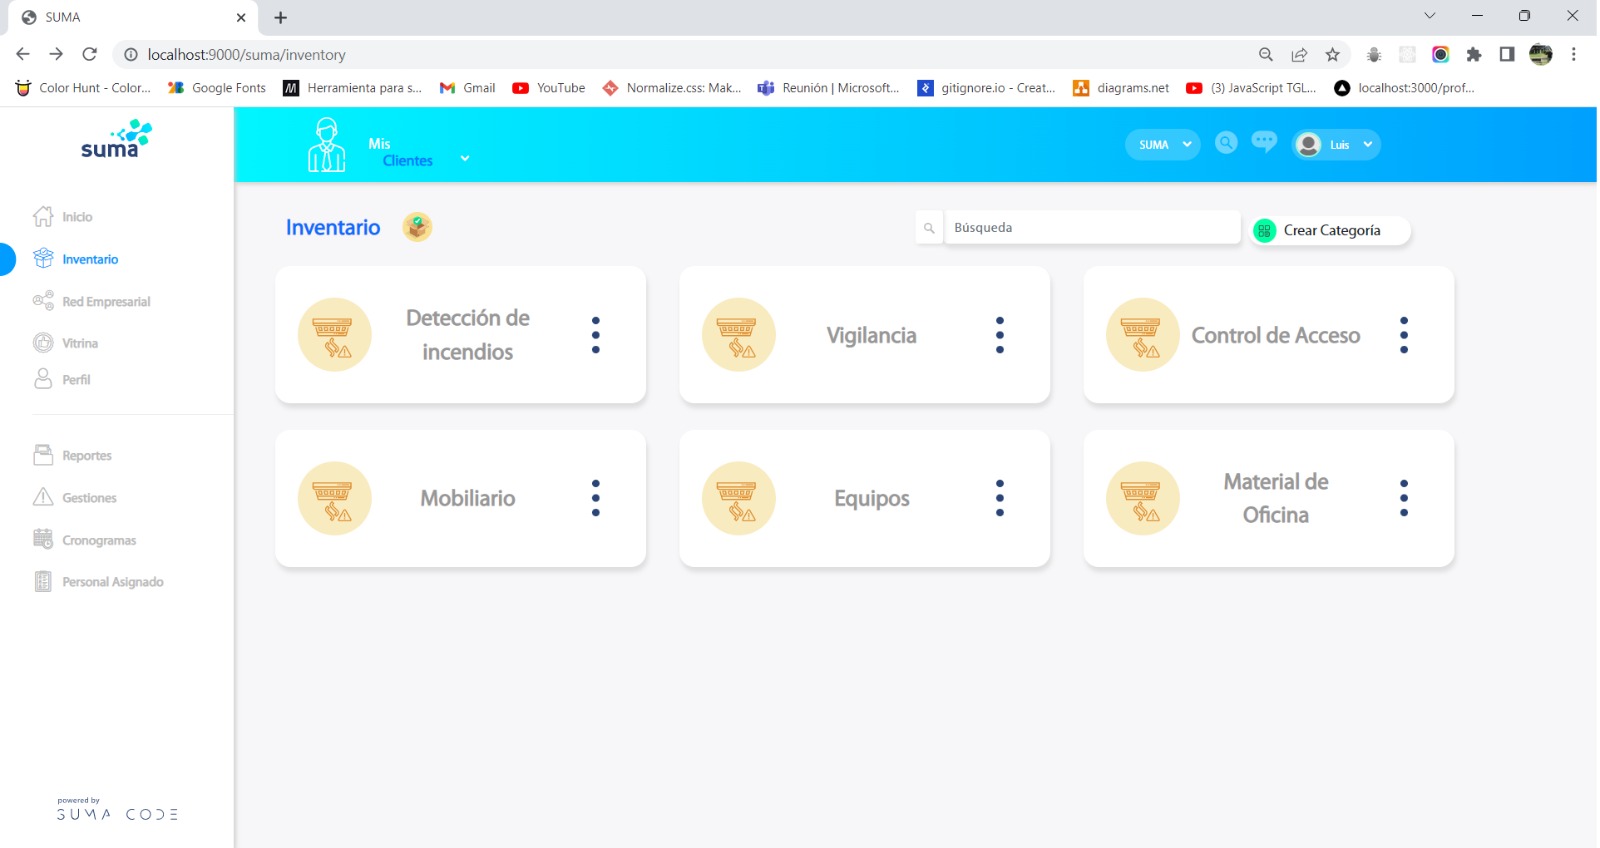 SUMA
localhost:9000/suma/inventory
Color Hunt - Color...
Google Fonts
Herramienta para s...
Gmail
YouTube
Normalize.css: Mak...
Reunión | Microsoft...
gitignore.io - Creat...
diagrams.net
(3) JavaScript TGL...
localhost:3000/prof...
suma
Mis
Clientes
SUMA
Luis
Inicio
Inventario
Red Empresarial
Vitrina
Perfil
Reportes
Gestiones
Cronogramas
Personal Asignado
powered by
SUMA CODE
Inventario
Búsqueda
Crear Categoría
Detección de
incendios
Vigilancia
Control de Acceso
Mobiliario
Equipos
Material de
Oficina